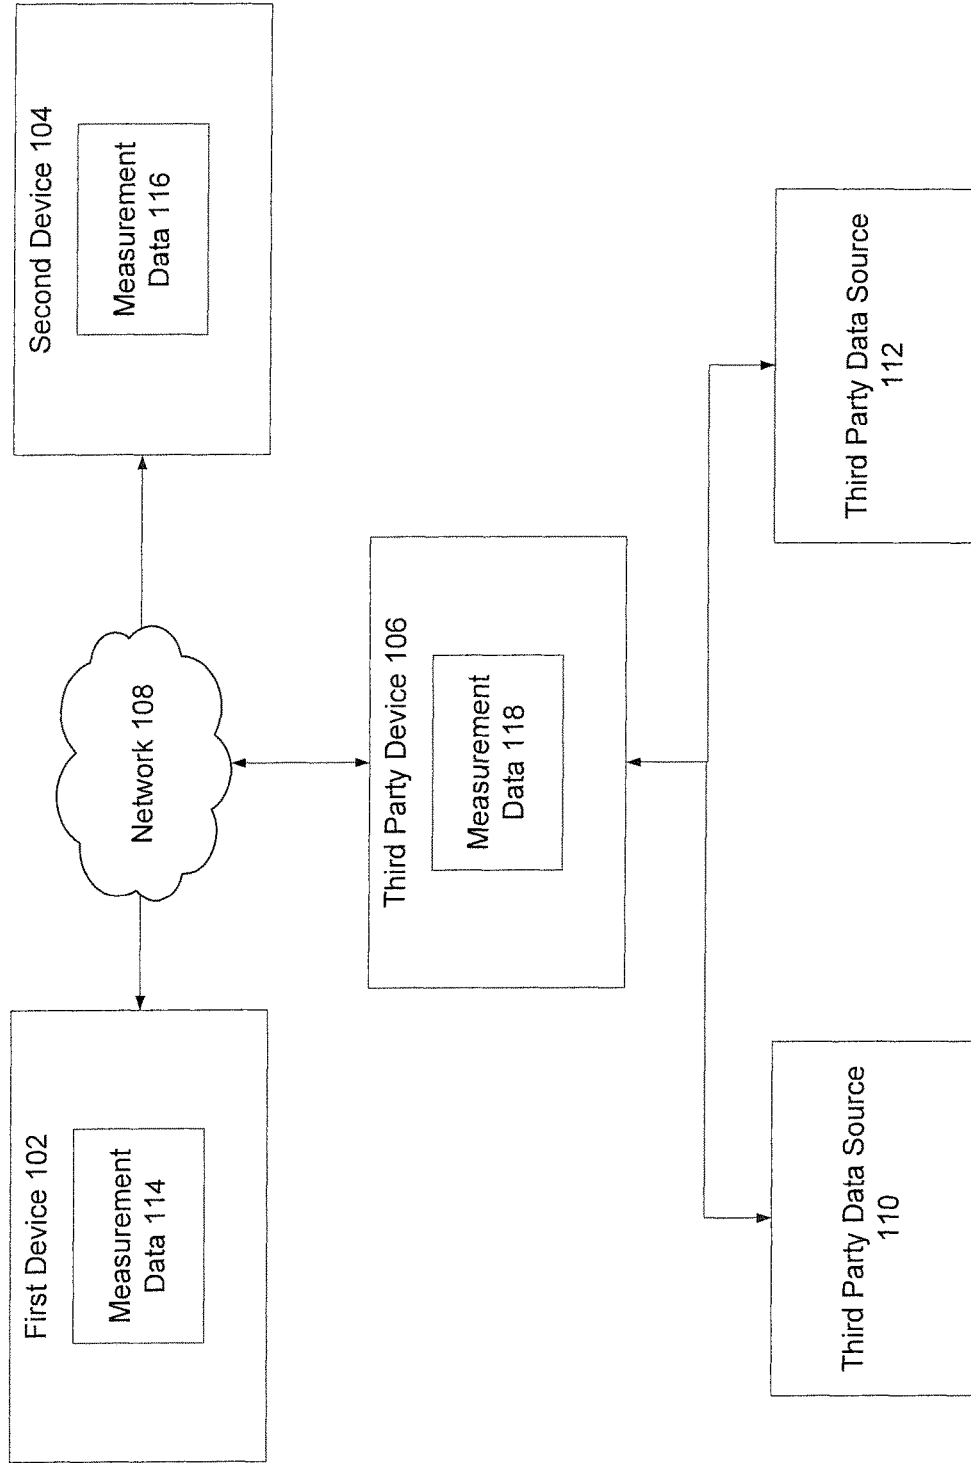 First Device 102
Measurement
Data 114
Network 108
Second Device 104
Measurement
Data 116
Third Party Device 106
Measurement
Data 118
Third Party Data Source
110
Third Party Data Source
112